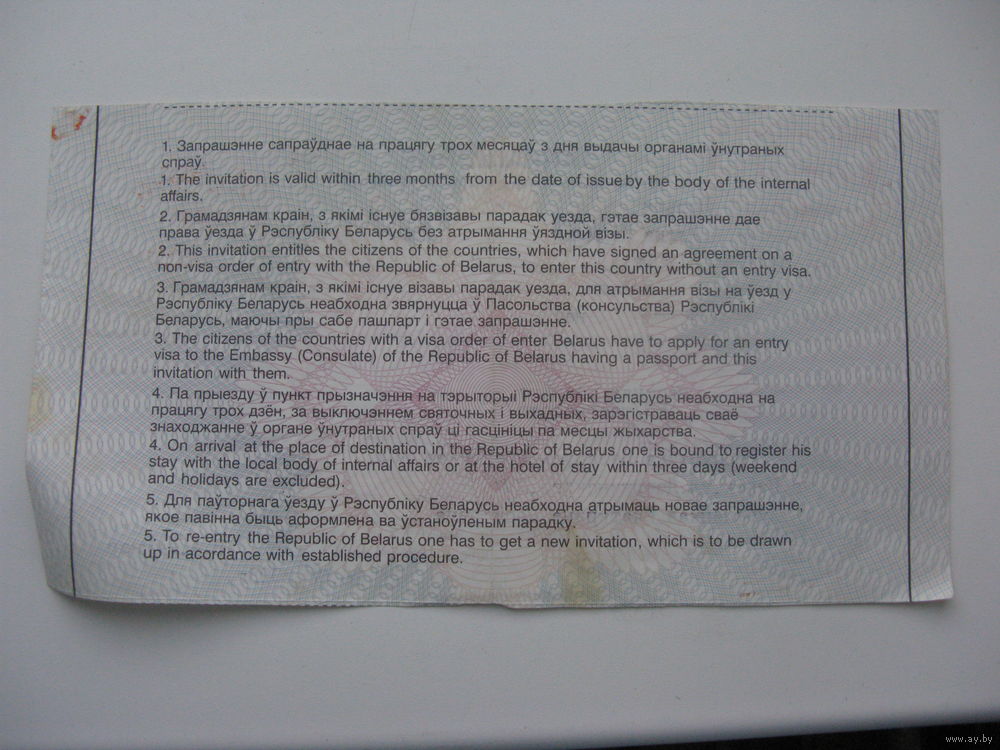 1. Запрашэнне сапраўднае на працягу трох месяцаў з дня выдачы органамі ўнутраных
спраў.
1. The invitation is valid within three months from the date of issue by the body of the internal
affairs.
2. Грамадзянам краін, з якімі існуе бязвізавы парадак уезда, гэтае запрашэнне дае
права ўезда ў Рэспубліку Беларусь без атрымання ўязной візы.
2. This invitation entitles the citizens of the countries, which have signed an agreement on a
non-visa order of entry with the Republic of Belarus, to enter this country without an entry visa.
3. Грамадзянам краін, з якімі існуе візавы парадак уезда, для атрымання візы на ўезд у
Рэспубліку Беларусь неабходна звярнуцца ў Пасольства (консульства) Рэспублікі
Беларусь, маючы пры сабе пашпарт і гэтае запрашэнне.
3. The citizens of the countries with a visa order of enter Belarus have to apply for an entry
visa to the Embassy (Consulate) of the Republic of Belarus having a passport and this
invitation with them.
4. Па прыезду ў пункт прызначэння на тэрыторыі Рэспублікі Беларусь неабходна на
працягу трох дзён, за выключэннем святочных і выхадных, зарэгістраваць сваё
знаходжанне ў органе ўнутраных спраў ці гасцініцы па месцы жыхарства.
4. On arrival at the place of destination in the Republic of Belarus one is bound to register his
stay with the local body of internal affairs or at the hotel of stay within three days (weekend
and holidays are excluded).
5. Для паўторнага ўезду ў Рэспубліку Беларусь неабходна атрымаць новае запрашэнне,
якое павінна быць аформлена ва ўстаноўленым парадку.
5. To re-entry the Republic of Belarus one has to get a new invitation, which is to be drawn
up in acordance with established procedure.
www.ay.by